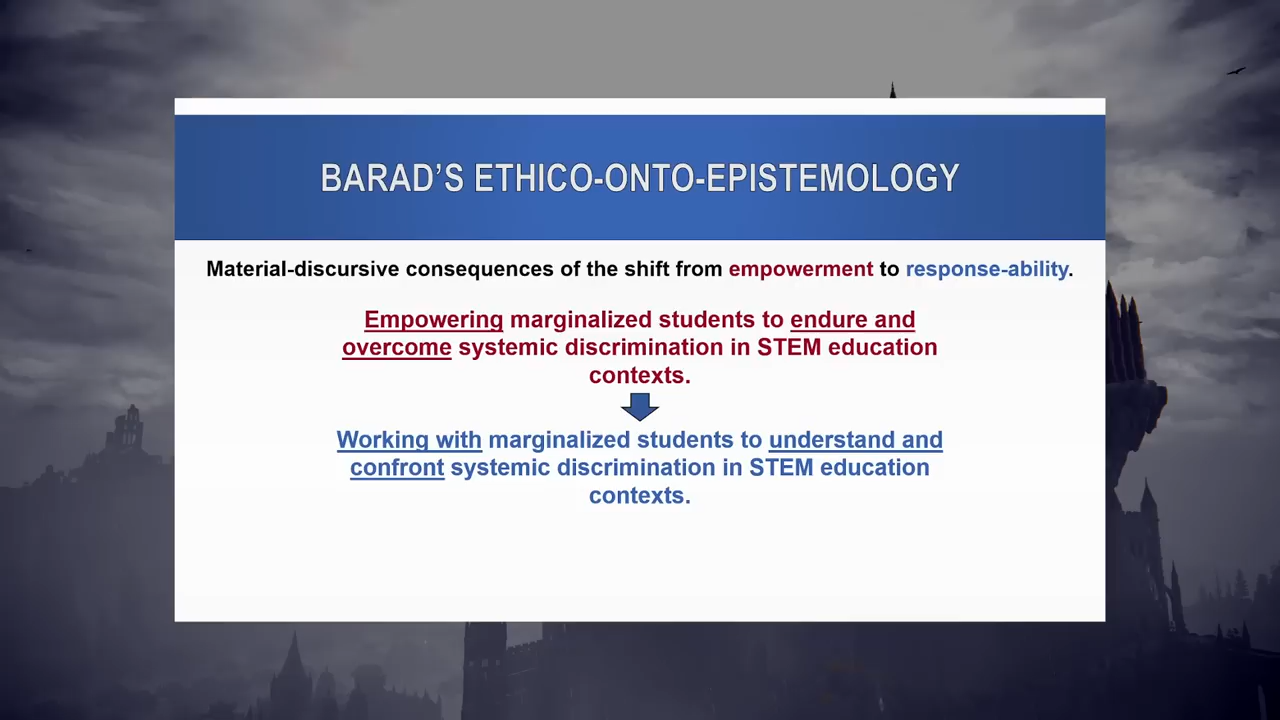 BARAD’S ETHICO-ONTO-EPISTEMOLOGY
Material-discursive consequences of the shift from empowerment to response-ability.
Empowering marginalized students to endure and
overcome systemic discrimination in STEM education
contexts.
Working with marginalized students to understand and
confront systemic discrimination in STEM education
contexts.